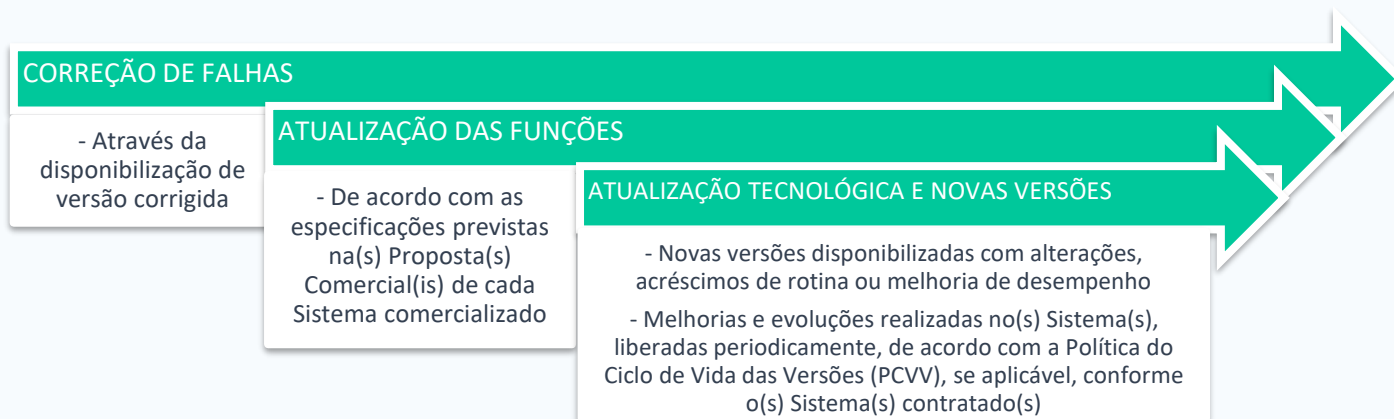 CORREÇÃO DE FALHAS
- Através da
disponibilização de
versão corrigida
ATUALIZAÇÃO DAS FUNÇÕES
- De acordo com as
especificações previstas
na(s) Proposta(s)
Comercial(is) de cada
Sistema comercializado
ATUALIZAÇÃO TECNOLÓGICA E NOVAS VERSÕES
- Novas versões disponibilizadas com alterações,
acréscimos de rotina ou melhoria de desempenho
- Melhorias e evoluções realizadas no(s) Sistema(s),
liberadas periodicamente, de acordo com a Política do
Ciclo de Vida das Versões (PCVV), se aplicável, conforme
o(s) Sistema(s) contratado(s)